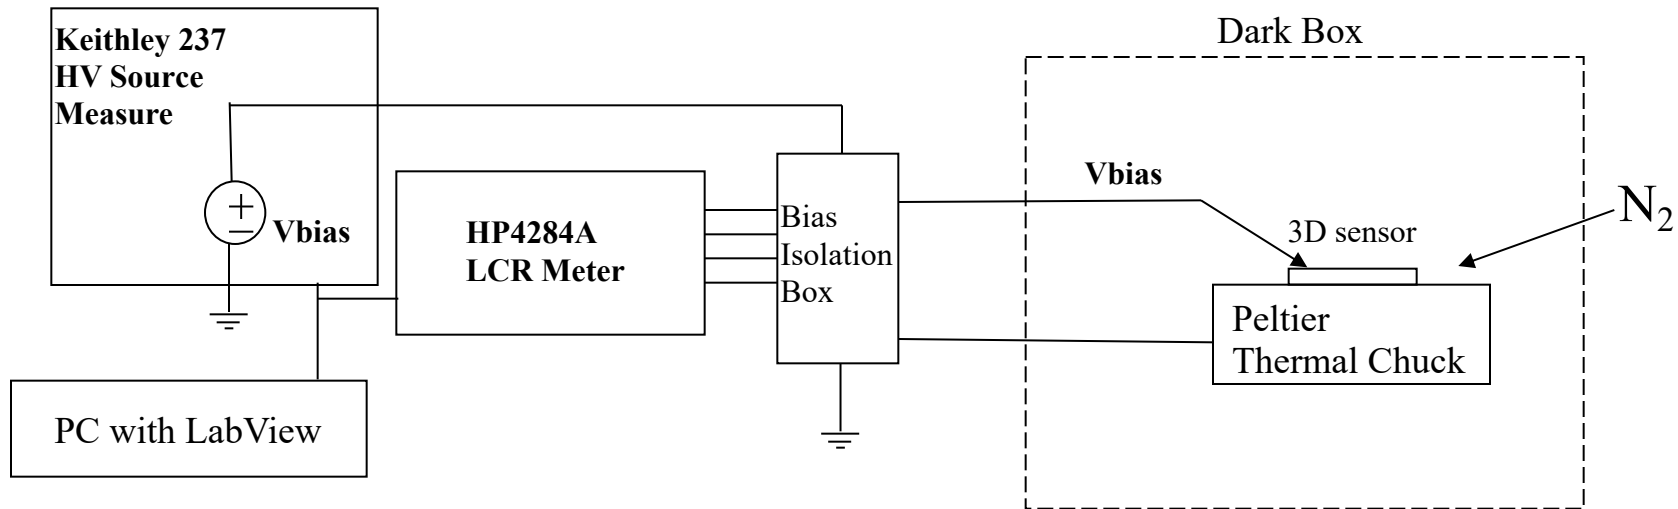 Dark Box
Keithley 237
HV Source
Measure
Vbias
HP4284A
LCR Meter
Bias
Isolation
Box
Vbias
3D sensor
N₂
Peltier
Thermal Chuck
PC with LabView